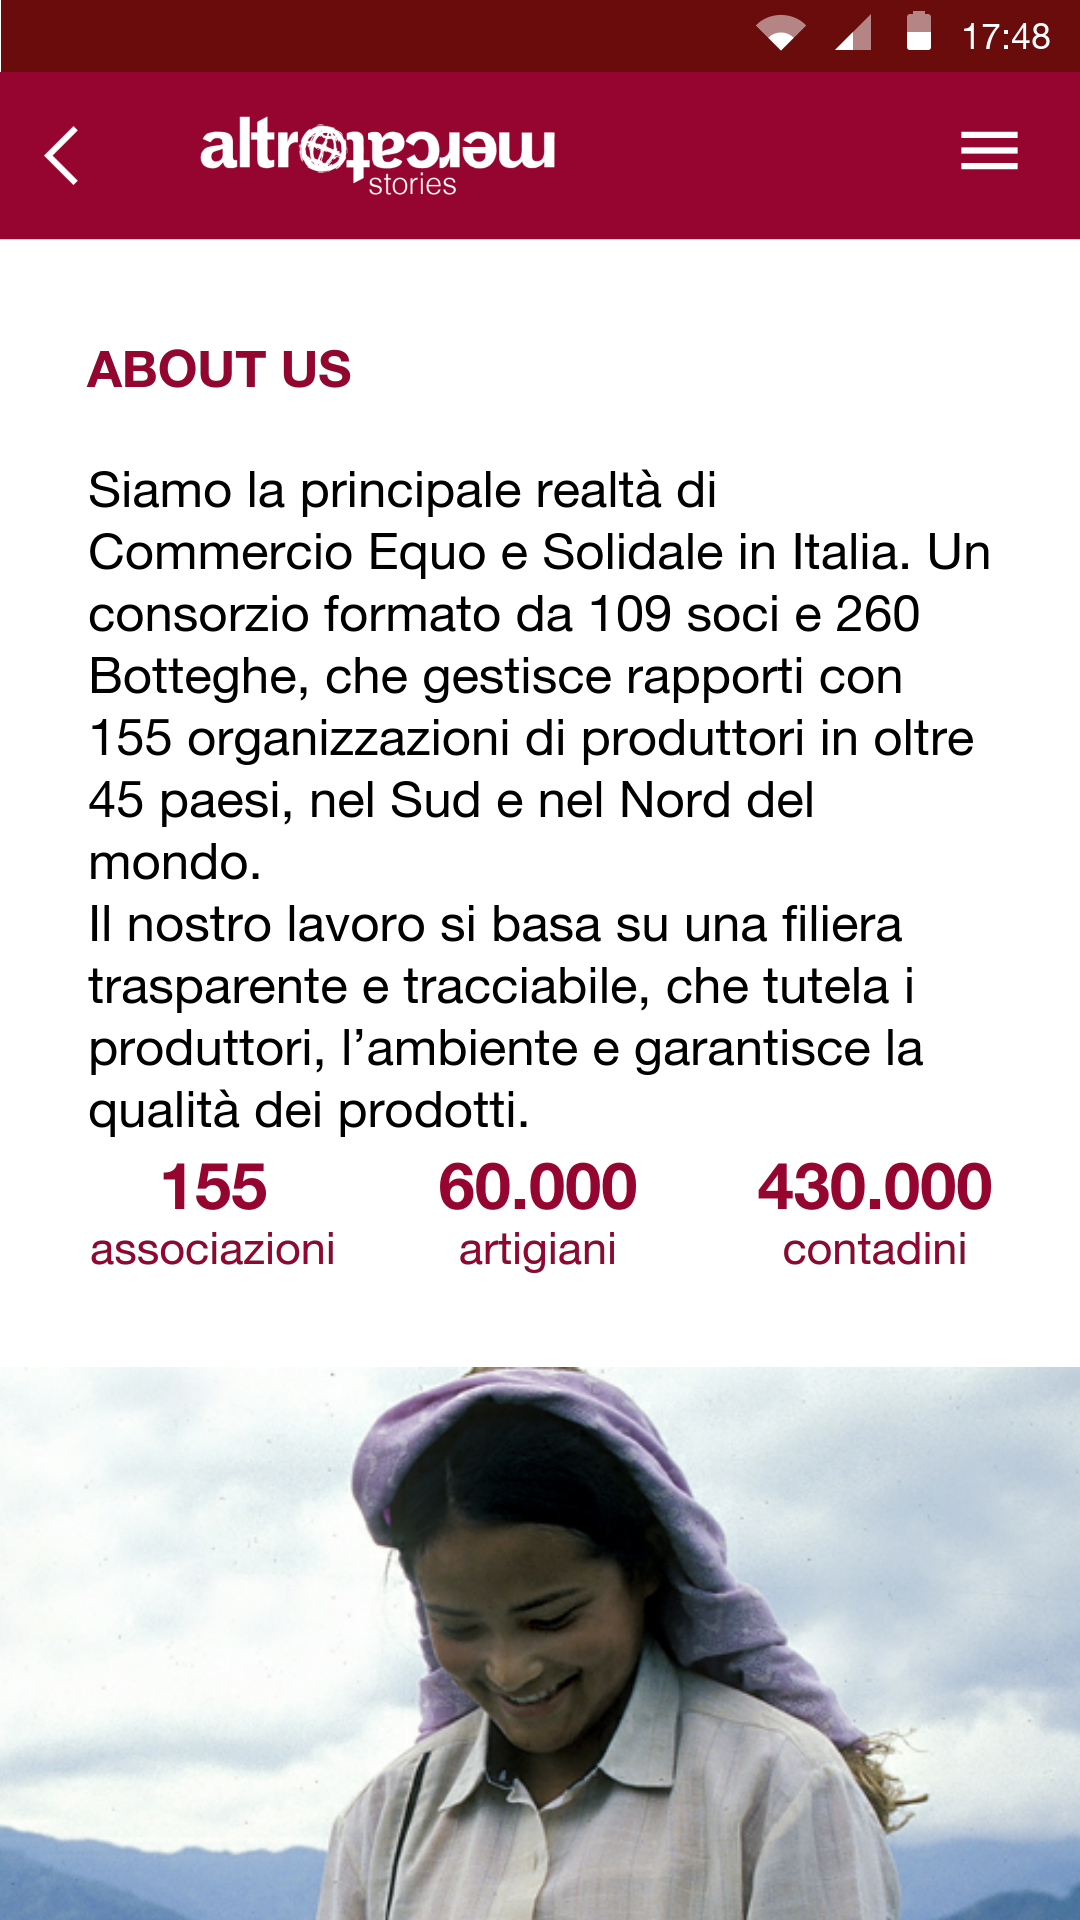 17:48
altromercato
stories
ABOUT US
Siamo la principale realtà di
Commercio Equo e Solidale in Italia. Un
consorzio formato da 109 soci e 260
Botteghe, che gestisce rapporti con
155 organizzazioni di produttori in oltre
45 paesi, nel Sud e nel Nord del
mondo.
Il nostro lavoro si basa su una filiera
trasparente e tracciabile, che tutela i
produttori, l’ambiente e garantisce la
qualità dei prodotti.
155 60.000 430.000
associazioni artigiani contadini